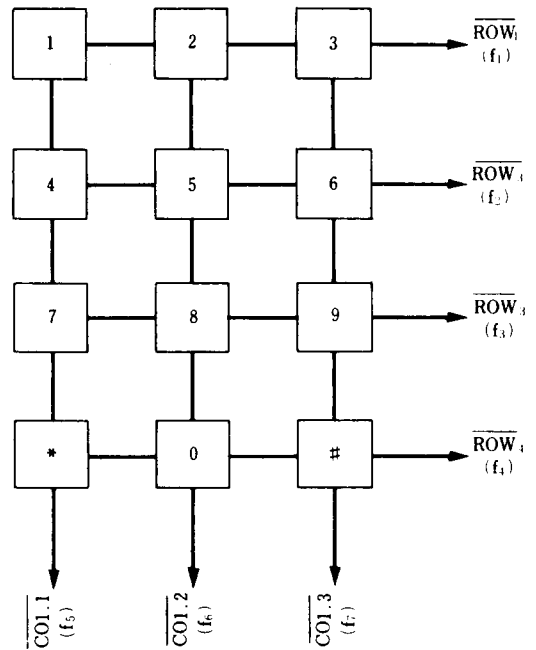 1 2 3 ROW₁
(f₁)
4 5 6 ROW
(f₂)
7 8 9 ROW₃
(f₃)
* 0 # ROW₄
(f₄)
CO1.1 CO1.2 CO1.3
(f₅) (f₆) (f₇)